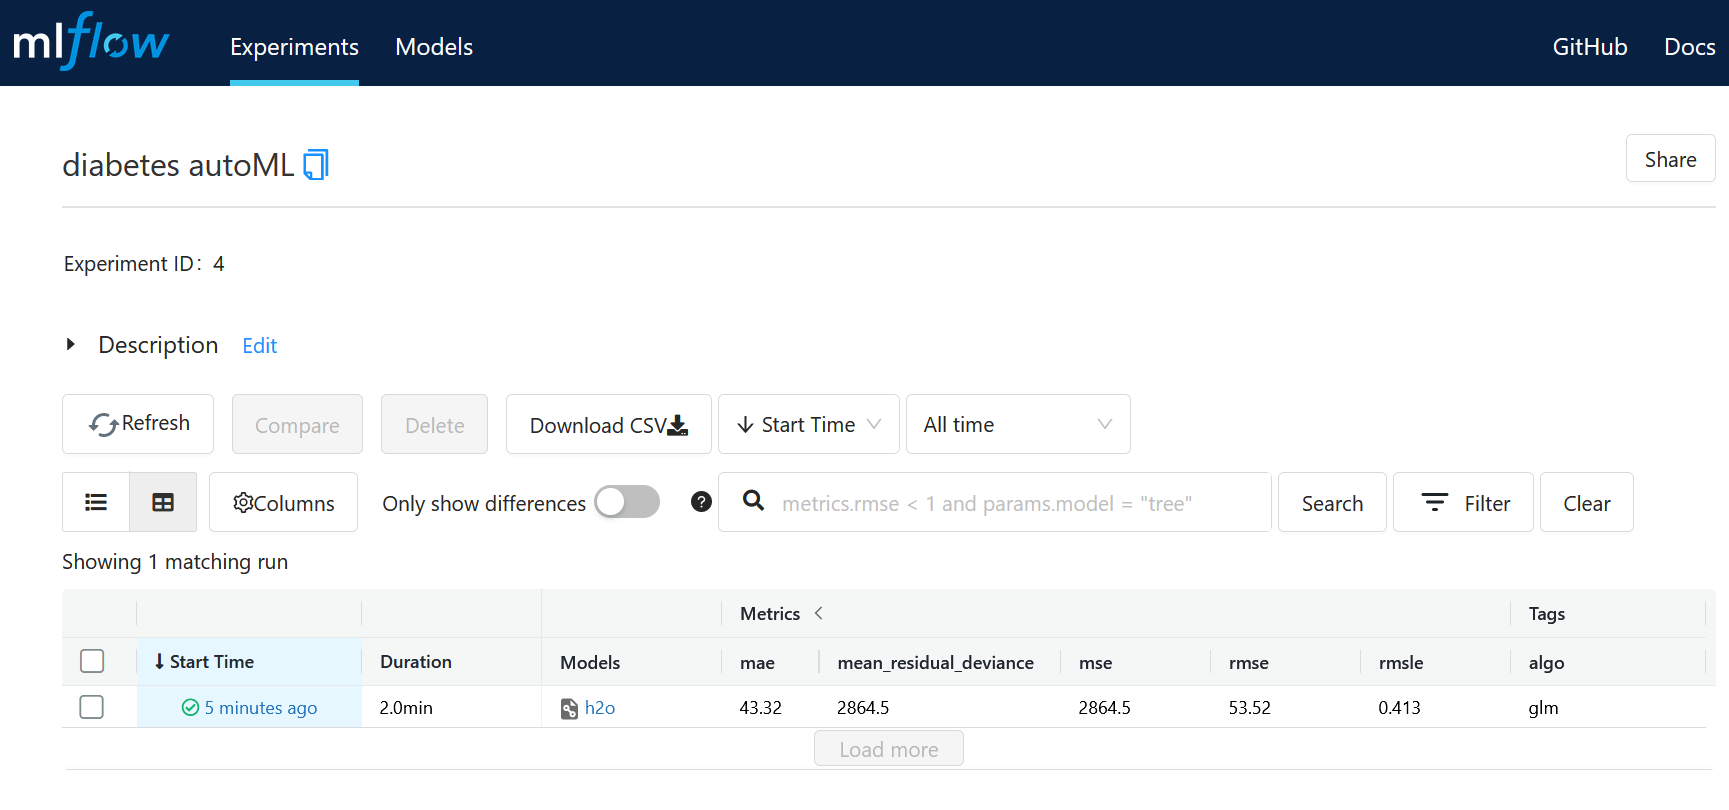 mlflow Experiments Models GitHub Docs
diabetes autoML Share
Experiment ID: 4
Description Edit
Refresh Compare Delete Download CSV Start Time All time
Columns Only show differences ? metrics.rmse < 1 and params.model = "tree" Search Filter Clear
Showing 1 matching run
Metrics < Tags
↓ Start Time Duration Models mae mean_residual_deviance mse rmse rmsle algo
5 minutes ago 2.0min h2o 43.32 2864.5 2864.5 53.52 0.413 glm
Load more